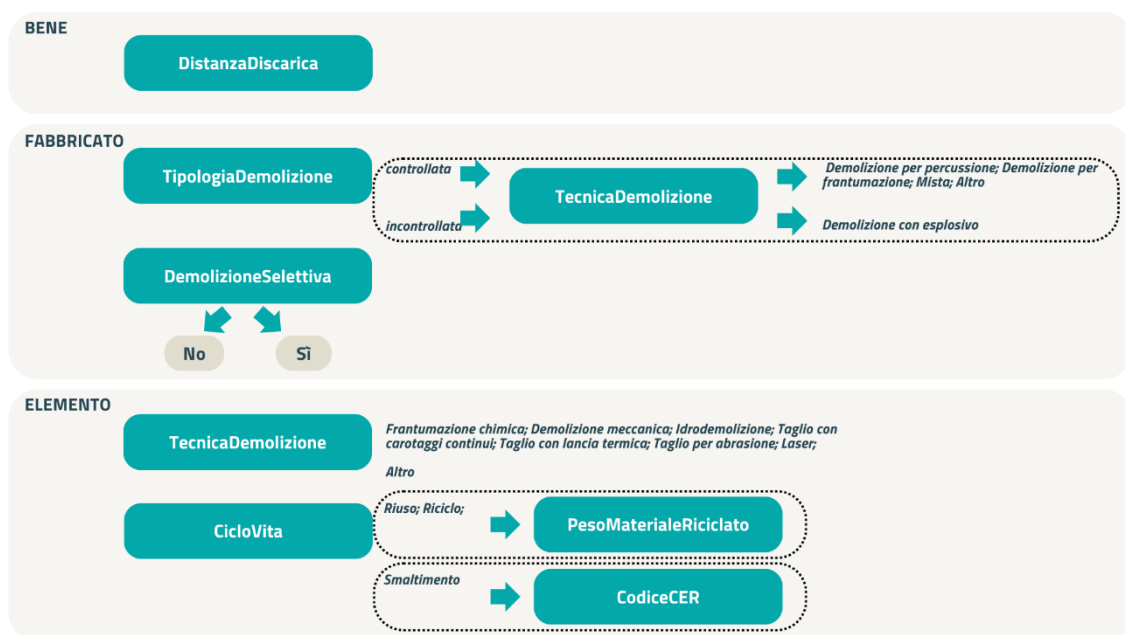 BENE
DistanzaDiscarica
FABBRICATO
TipologiaDemolizione
controllata
incontrollata
TecnicaDemolizione
Demolizione per percussione; Demolizione per
frantumazione; Mista; Altro
Demolizione con esplosivo
DemolizioneSelettiva
No
Sì
ELEMENTO
TecnicaDemolizione
Frantumazione chimica; Demolizione meccanica; Idrodemolizione; Taglio con
carotaggi continui; Taglio con lancia termica; Taglio per abrasione; Laser;
Altro
CicloVita
Riuso; Riciclo;
PesoMaterialeRiciclato
Smaltimento
CodiceCER